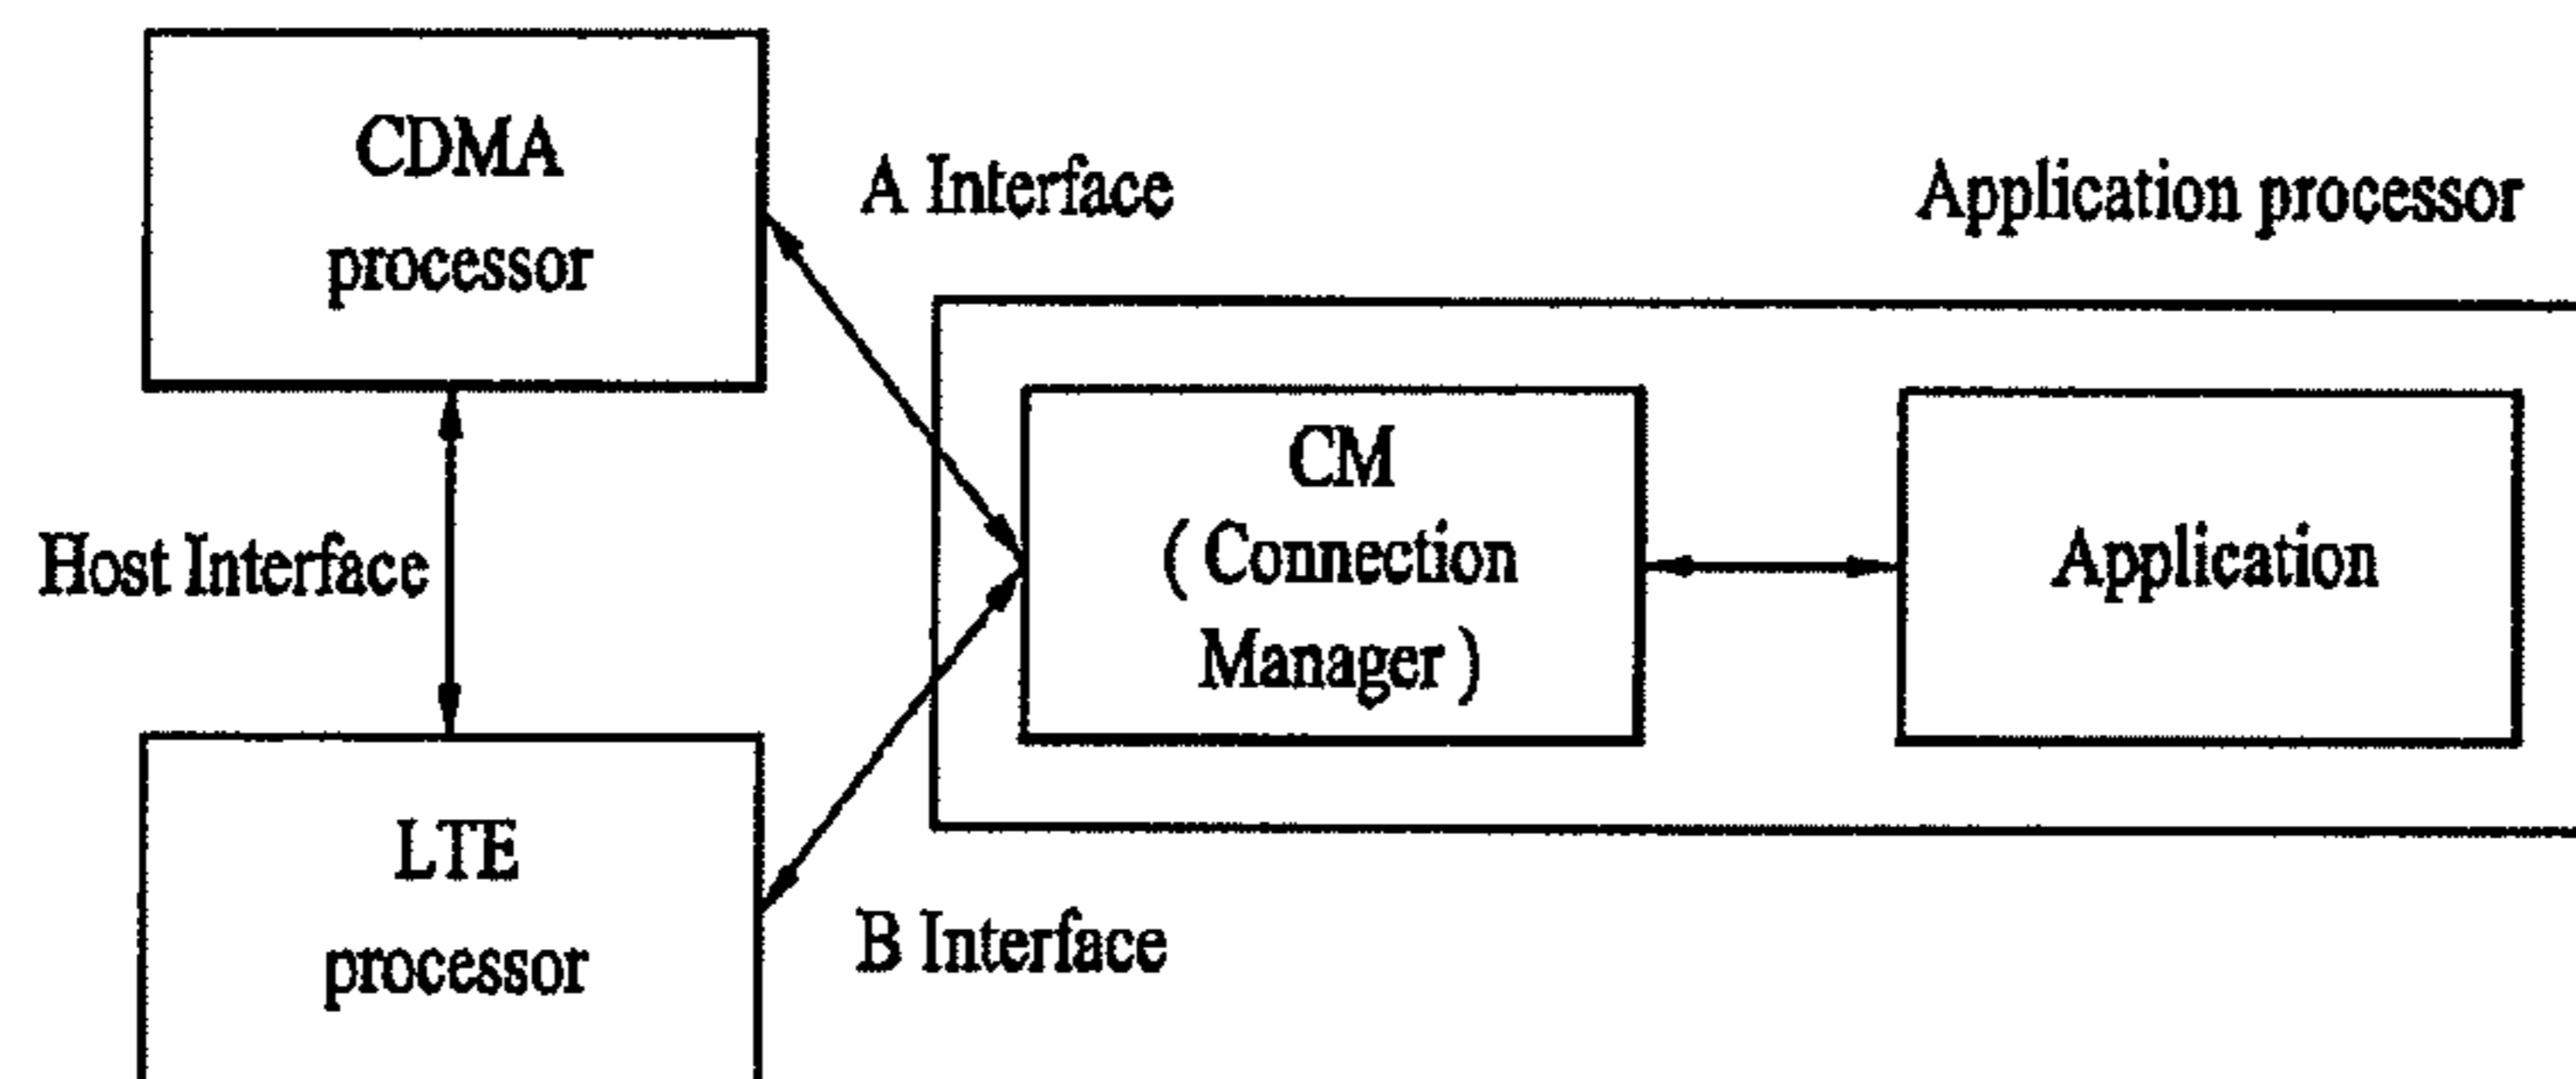 CDMA
processor
A Interface
Application processor
CM
( Connection
Manager )
Application
Host Interface
LTE
processor
B Interface